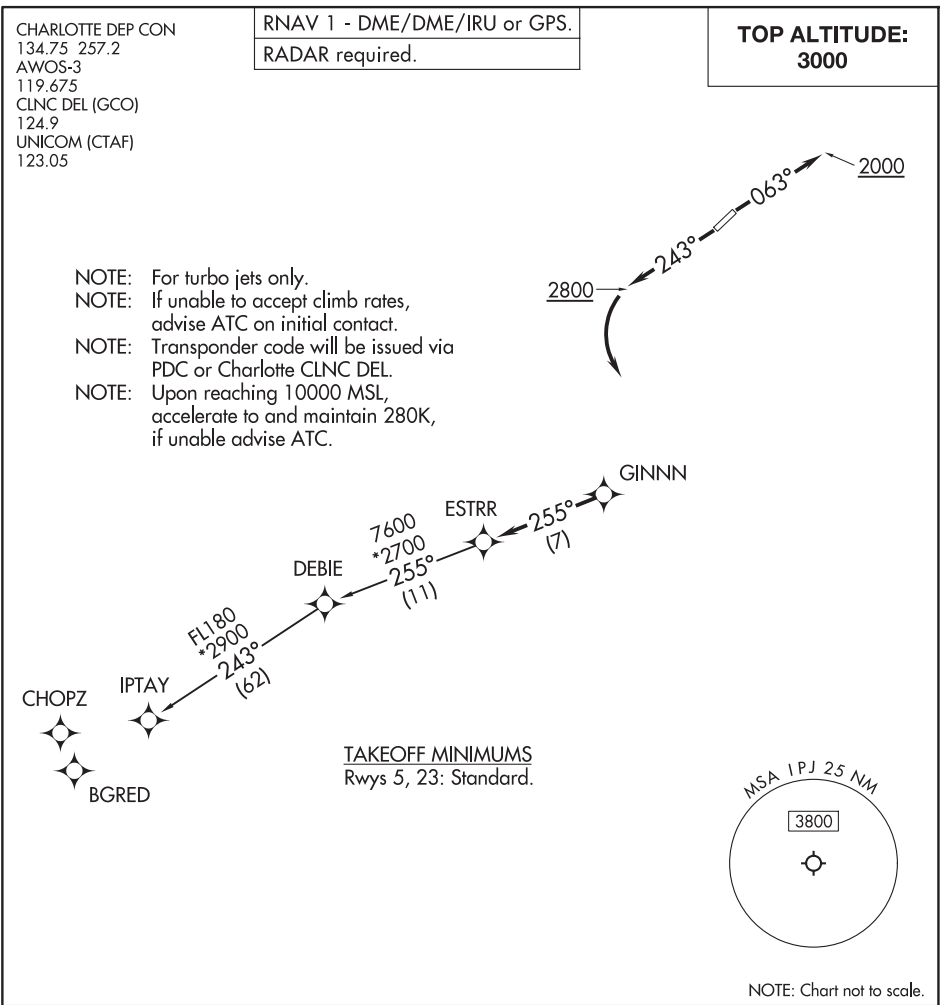 CHARLOTTE DEP CON
134.75 257.2
AWOS-3
119.675
CLNC DEL (GCO)
124.9
UNICOM (CTAF)
123.05
RNAV 1 - DME/DME/IRU or GPS.
RADAR required.
TOP ALTITUDE:
3000
2000
063°
243°
2800
NOTE: For turbo jets only.
NOTE: If unable to accept climb rates,
advise ATC on initial contact.
NOTE: Transponder code will be issued via
PDC or Charlotte CLNC DEL.
NOTE: Upon reaching 10000 MSL,
accelerate to and maintain 280K,
if unable advise ATC.
GINNN
255°
(7)
ESTRR
7600
*2700
255°
(11)
DEBIE
FL180
*2900
243°
(62)
IPTAY
CHOPZ
BGRED
TAKEOFF MINIMUMS
Rwys 5, 23: Standard.
MSA IPJ 25 NM
3800
NOTE: Chart not to scale.